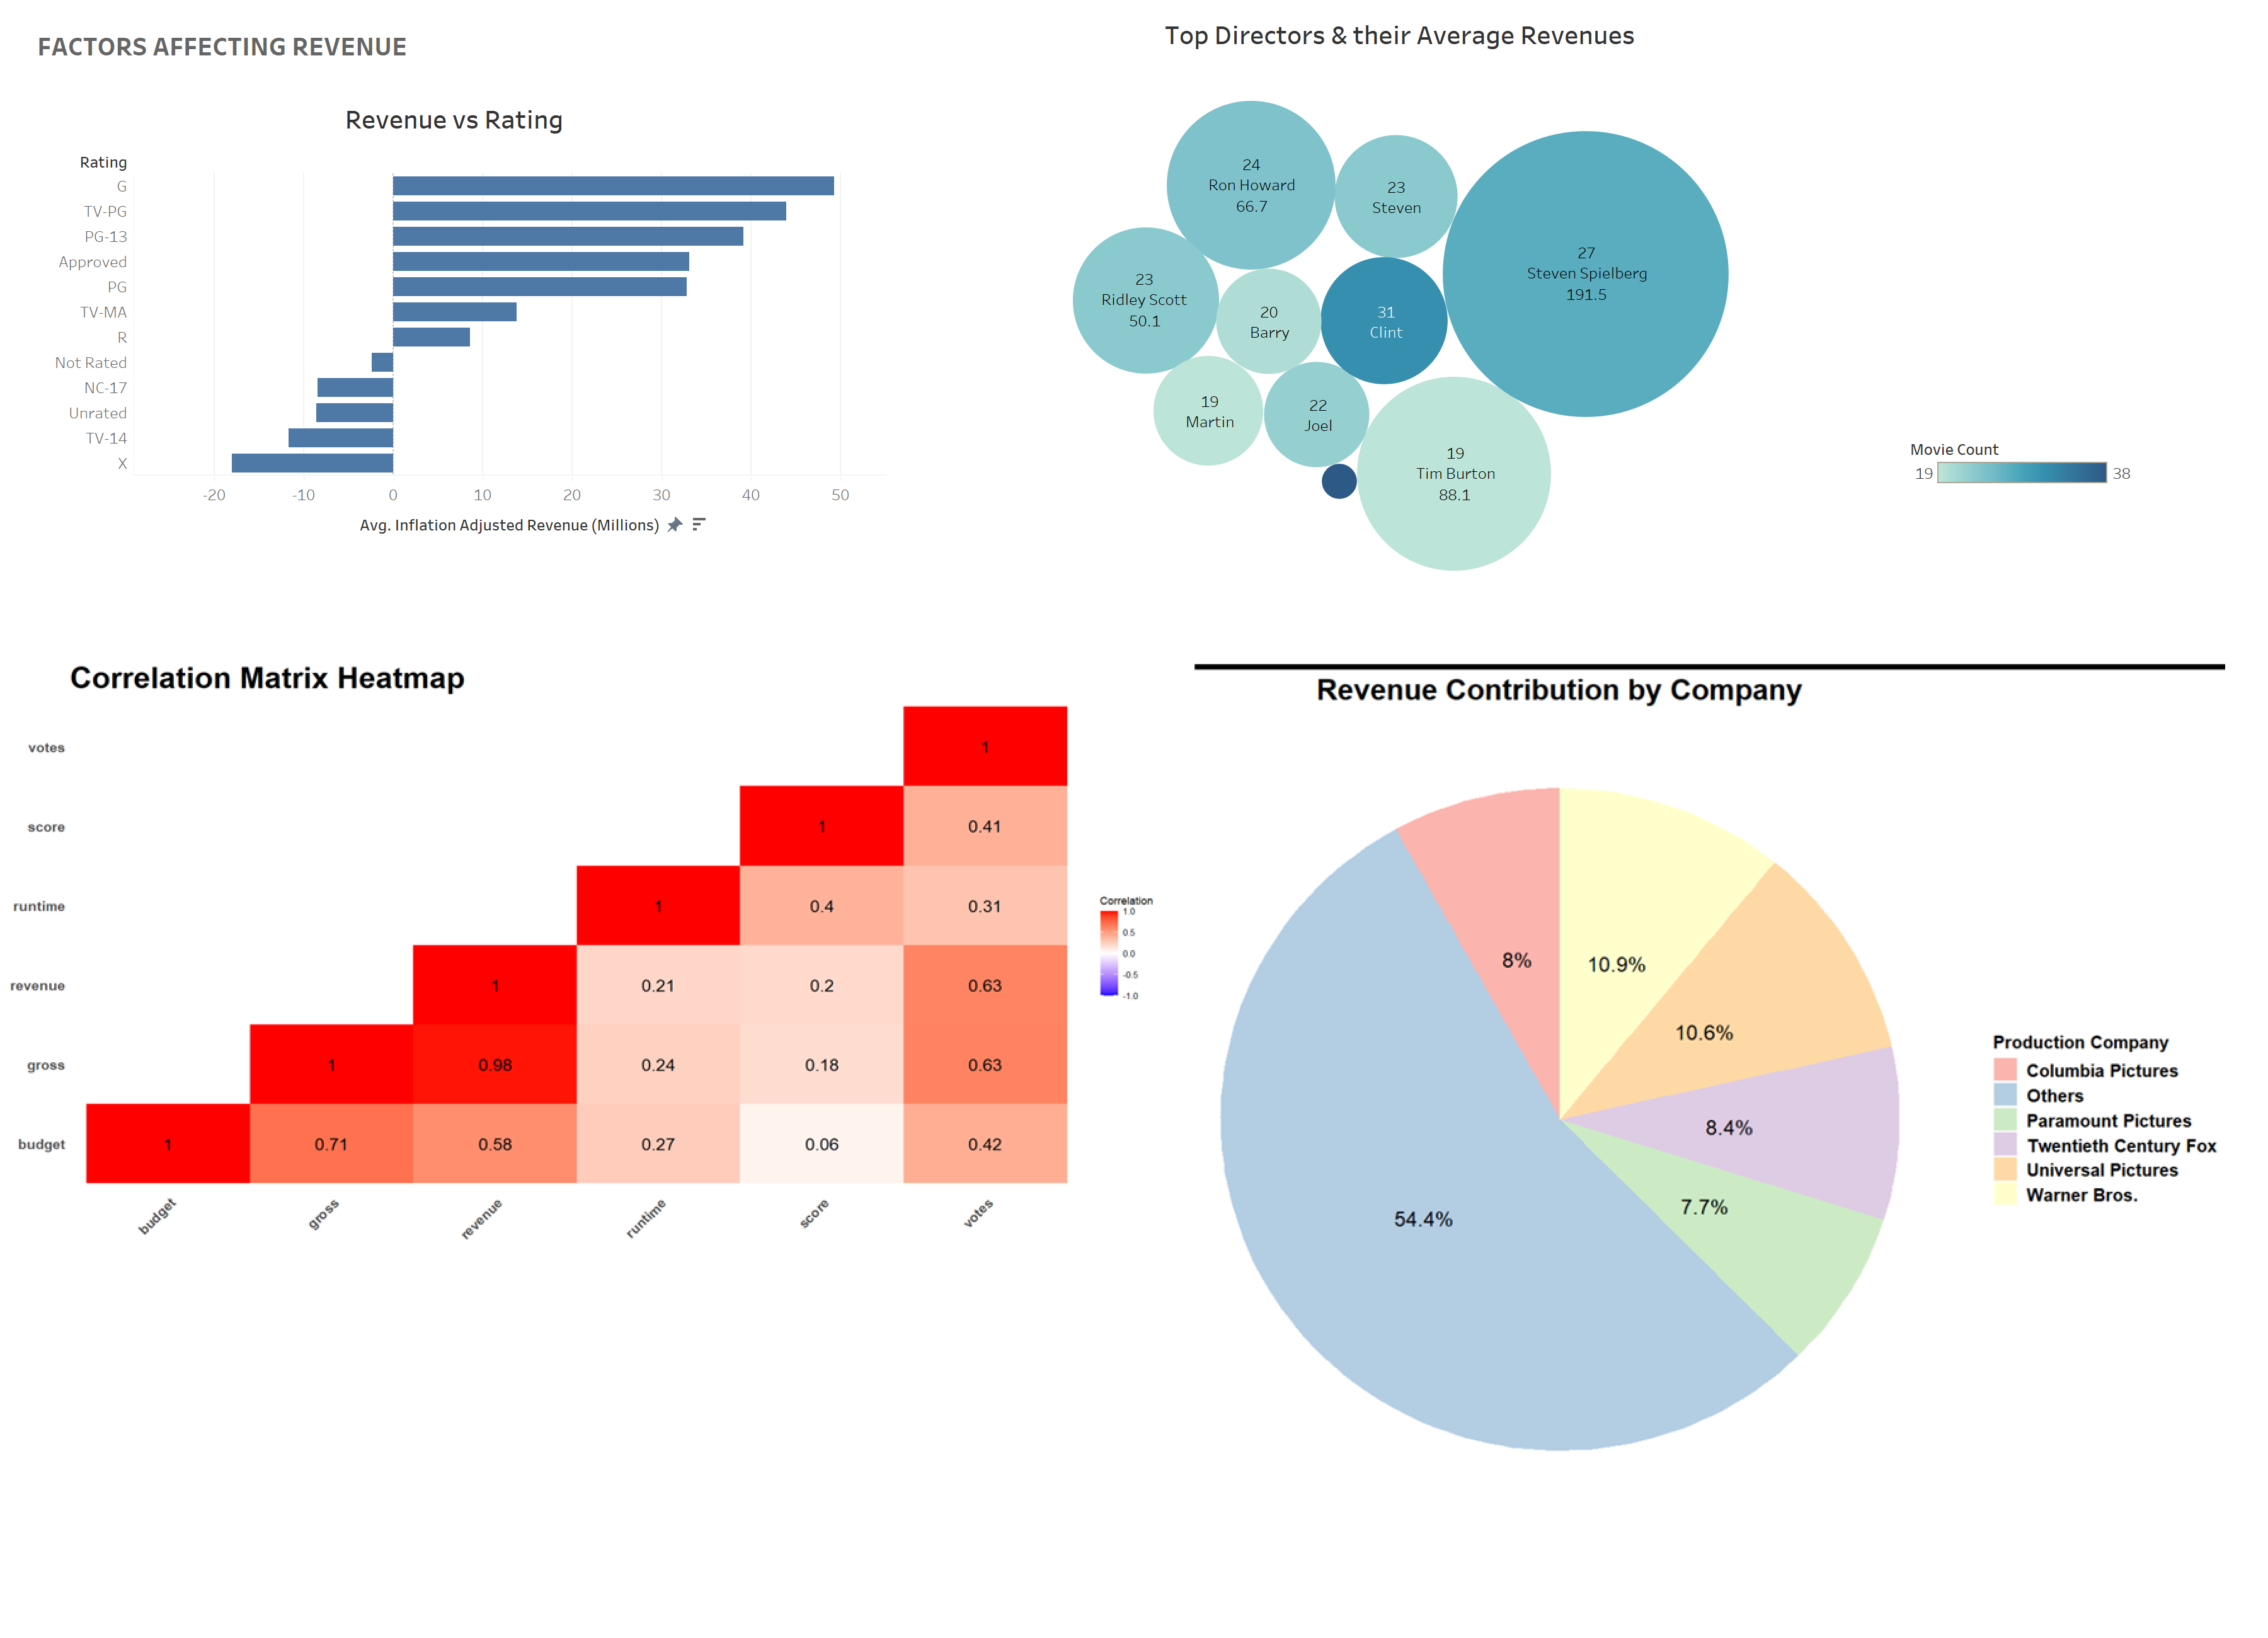 FACTORS AFFECTING REVENUE
Revenue vs Rating
Rating
G
TV-PG
PG-13
Approved
PG
TV-MA
R
Not Rated
NC-17
Unrated
TV-14
X
-20 -10 0 10 20 30 40 50
Avg. Inflation Adjusted Revenue (Millions)
Top Directors & their Average Revenues
24
Ron Howard
66.7
23
Steven
27
Steven Spielberg
191.5
23
Ridley Scott
50.1
20
Barry
31
Clint
19
Martin
22
Joel
19
Tim Burton
88.1
Movie Count
19 38
Correlation Matrix Heatmap
votes 1
score 1 0.41
runtime 1 0.4 0.31
revenue 1 0.21 0.2 0.63
gross 1 0.98 0.24 0.18 0.63
budget 1 0.71 0.58 0.27 0.06 0.42
budget gross revenue runtime score votes
Correlation
1.0
0.5
0.0
-0.5
-1.0
Revenue Contribution by Company
8%
10.9%
10.6%
8.4%
7.7%
54.4%
Production Company
Columbia Pictures
Others
Paramount Pictures
Twentieth Century Fox
Universal Pictures
Warner Bros.